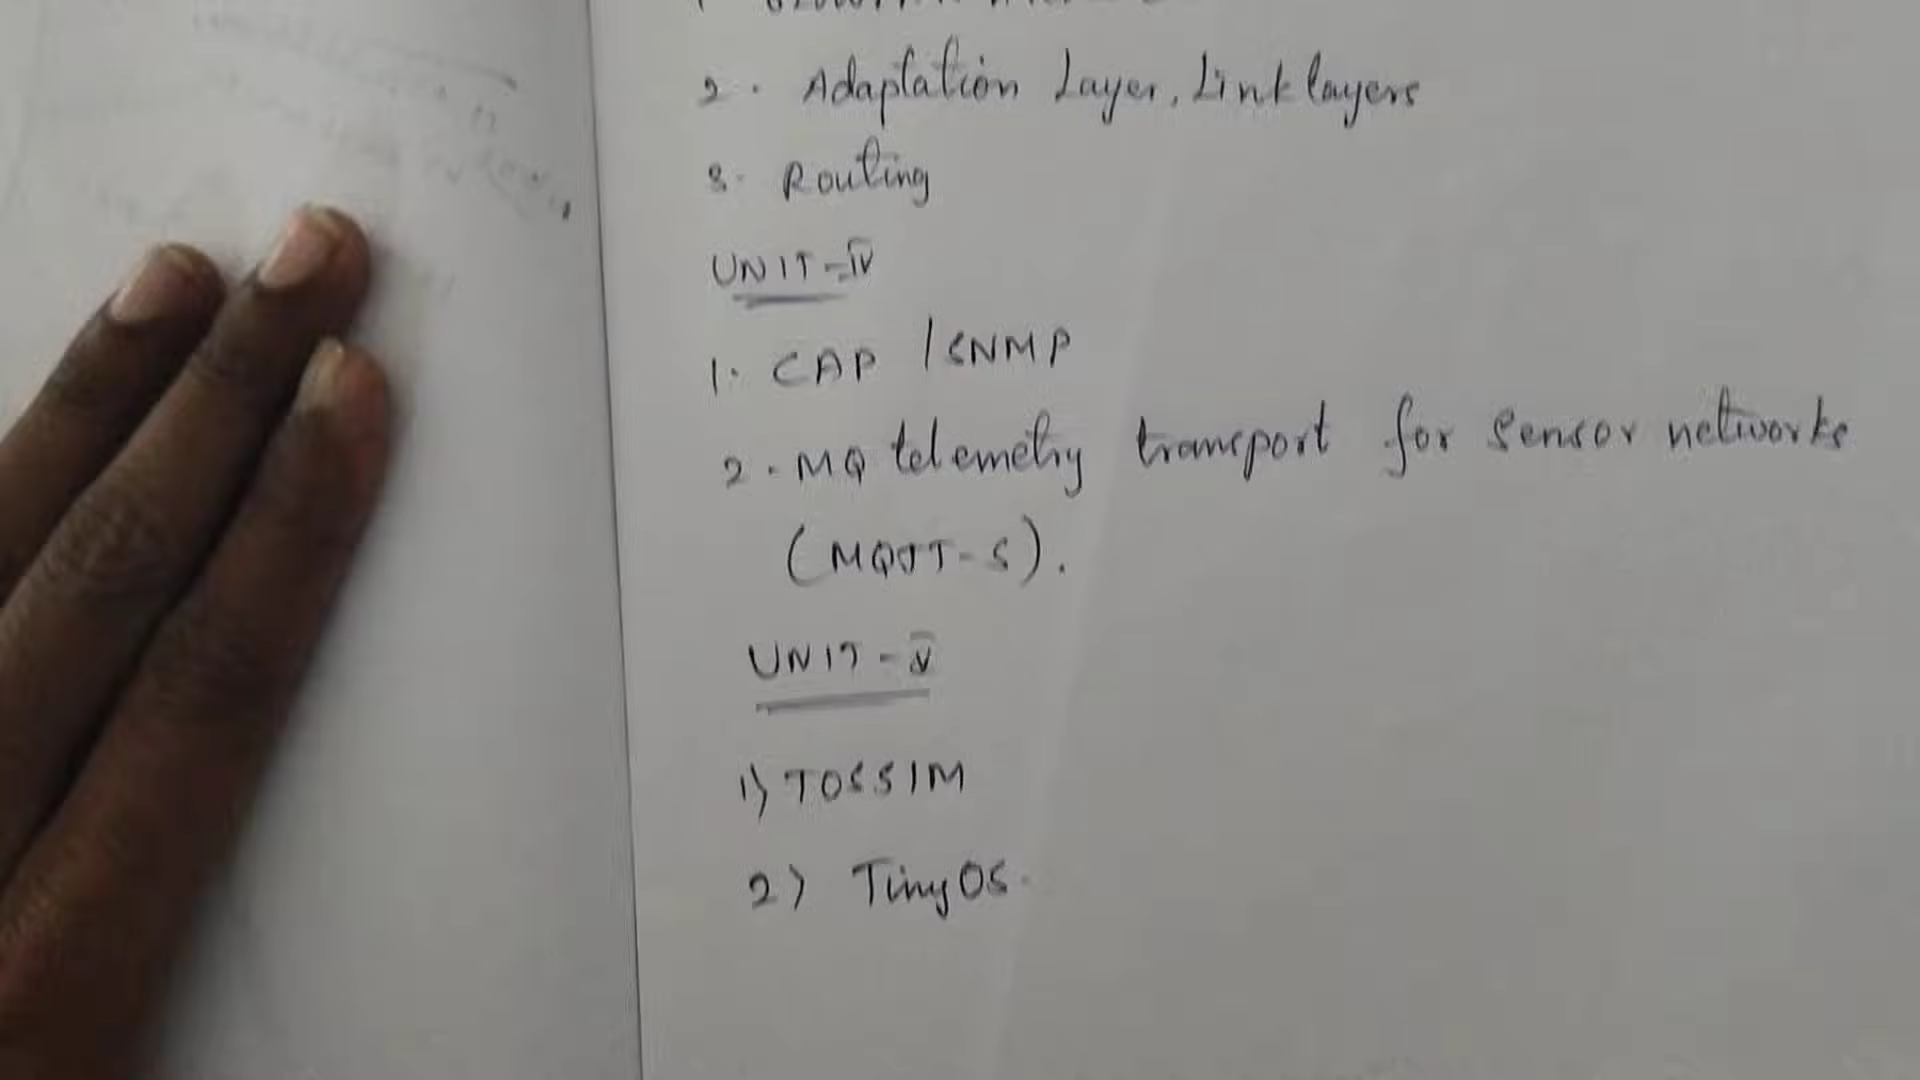 2. Adaptation Layer, Link layers
3. Routing
UNIT-IV
1. CAP / SNMP
2. MQ telemetry transport for sensor networks
(MQTT-S).
UNIT-V
1) TOSSIM
2) TinyOS.